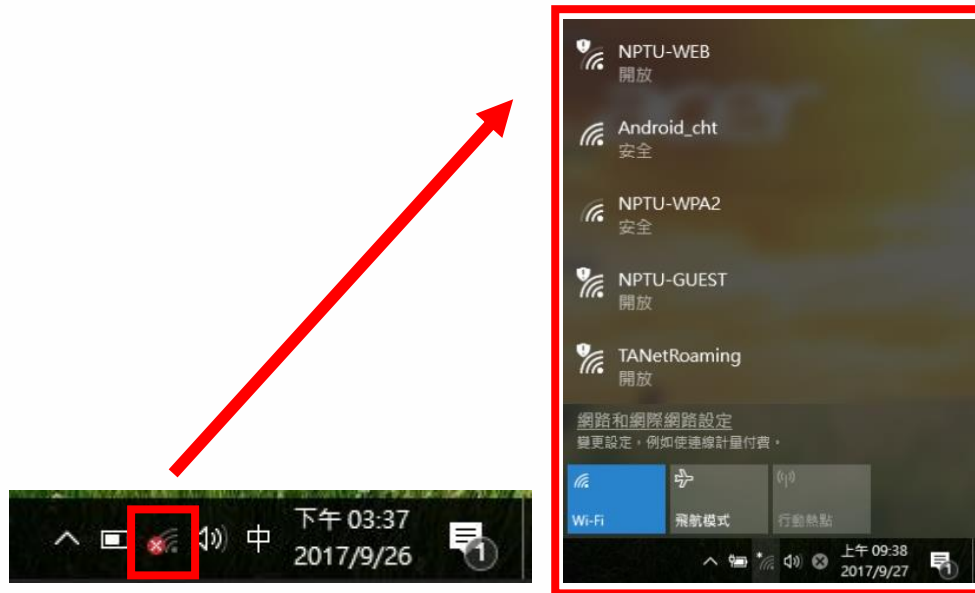 NPTU-WEB
開放
Android_cht
安全
NPTU-WPA2
安全
NPTU-GUEST
開放
TANetRoaming
開放
網路和網際網路設定
變更設定，例如使連線計量付費。
Wi-Fi
飛航模式
行動熱點
上午 09:38
2017/9/27
1
中
下午 03:37
2017/9/26
1